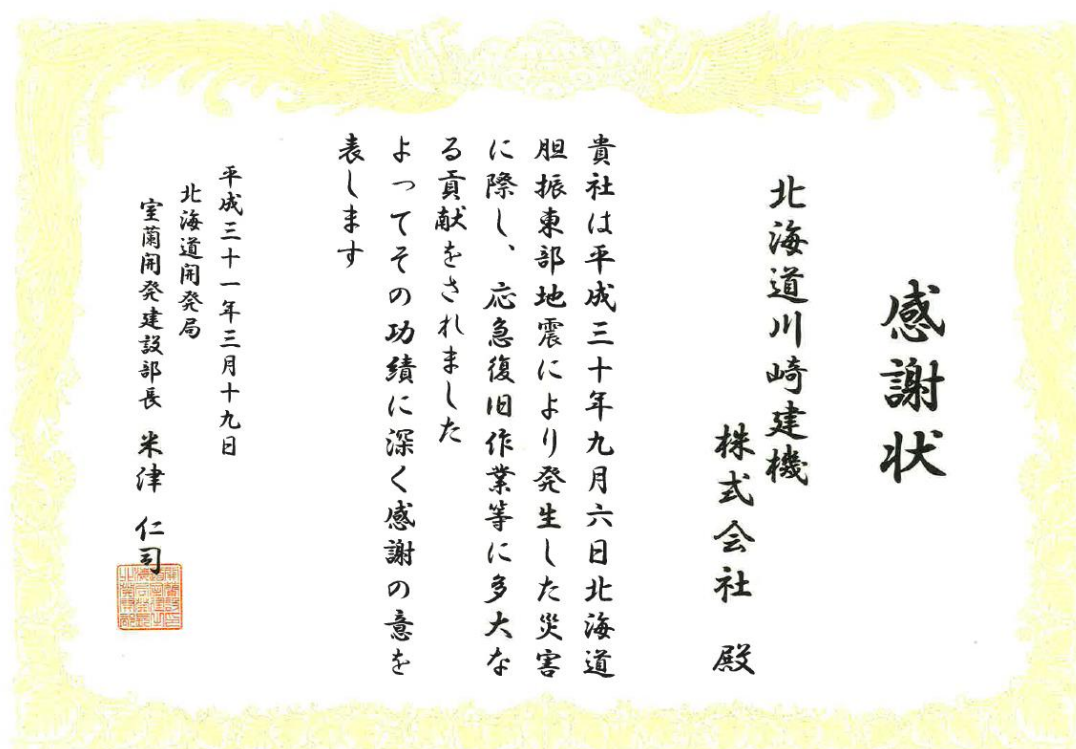 感謝状
北海道川崎建機
株式会社 殿
貴社は平成三十年九月六日北海道
胆振東部地震により発生した災害
に際し、応急復旧作業等に多大な
る貢献をされました
よってその功績に深く感謝の意を
表します
平成三十一年三月十九日
北海道開発局
室蘭開発建設部長 米津 仁司